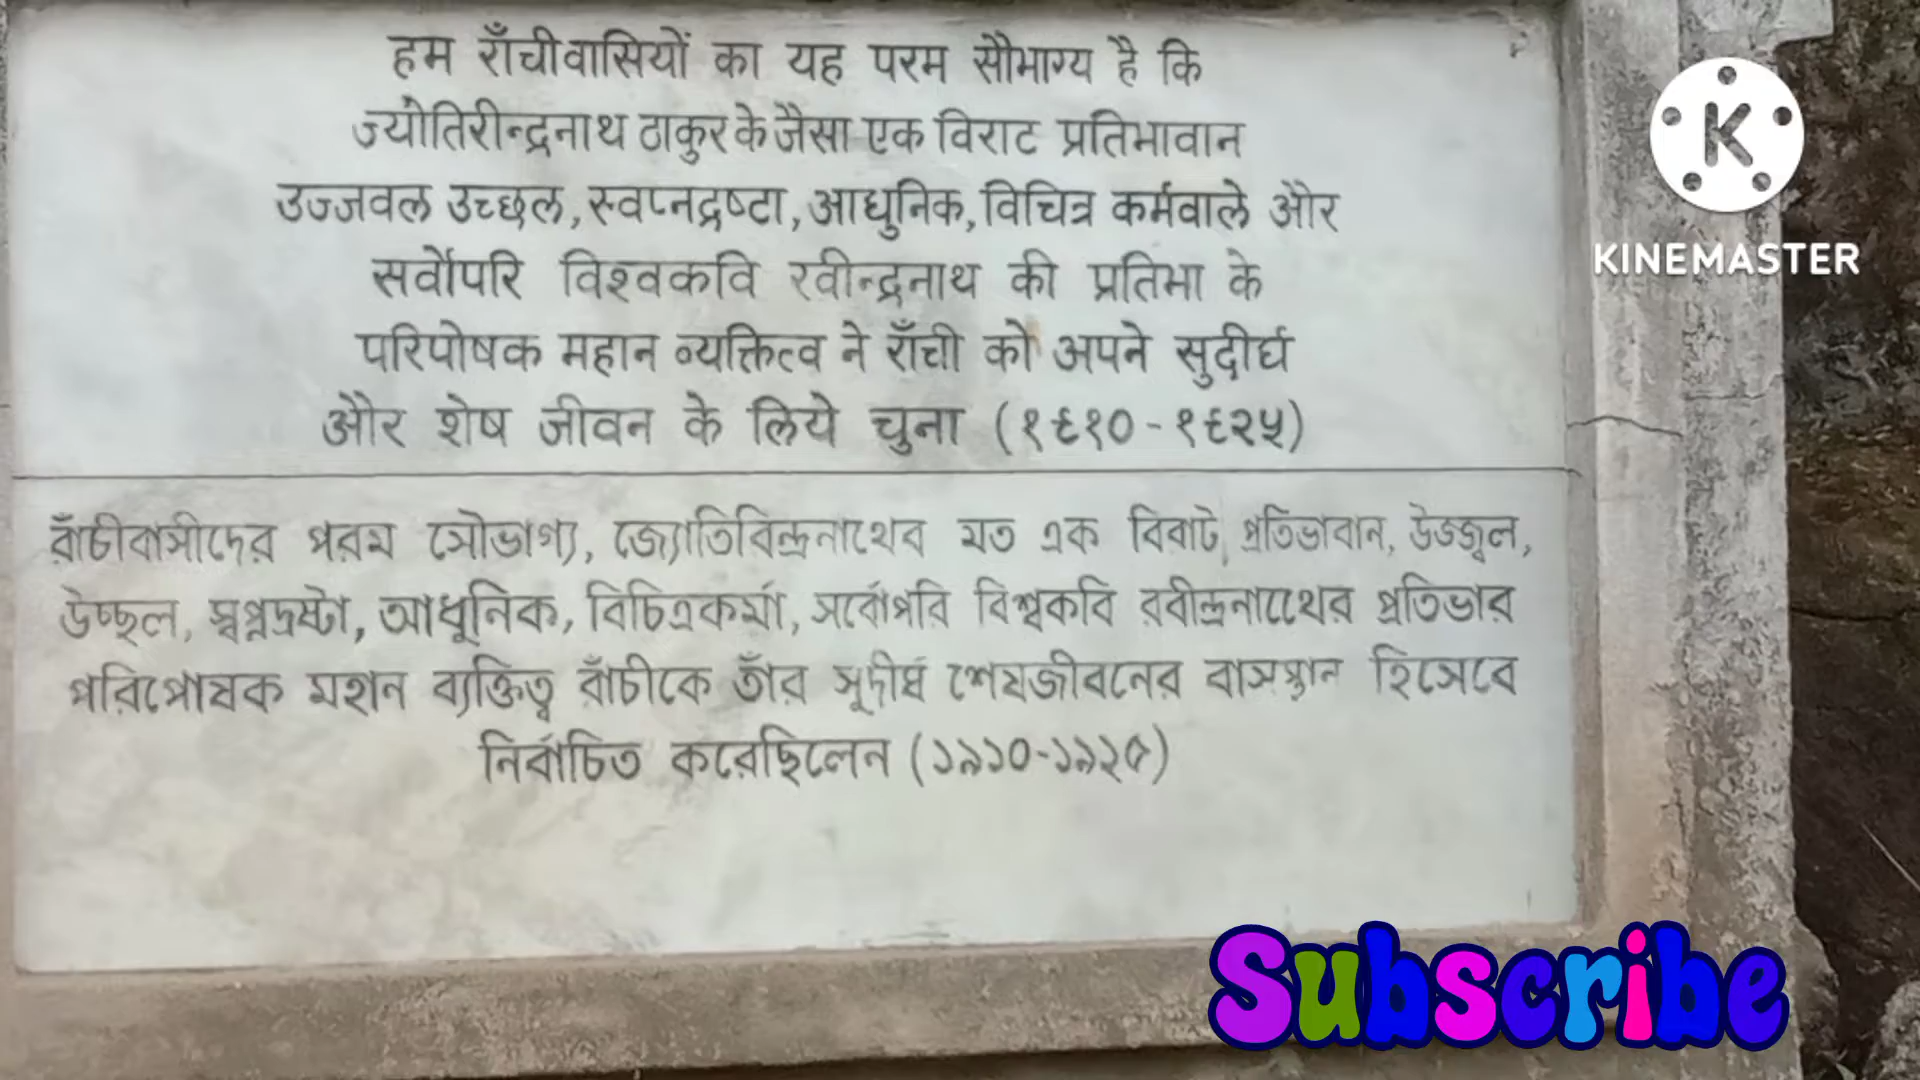 हम राँचीवासियों का यह परम सौभाग्य है कि
ज्योतिरीन्द्रनाथ ठाकुर के जैसा एक विराट प्रतिभावान
उज्जवल उच्छल, स्वप्नद्रष्टा, आधुनिक, विचित्र कर्मवाले और
सर्वोपरि विश्वकवि रवीन्द्रनाथ की प्रतिभा के
परिपोषक महान व्यक्तित्व ने राँची को अपने सुदीर्घ
और शेष जीवन के लिये चुना (१९१० - १९२५)
राँचीবাসীদের পরম সৌভাগ্য, জ্যোতিবিন্দ্রনাথেব মত এক বিবাট প্রতিভাবান, উজ্জ্বল,
উচ্ছল, স্বপ্নদ্রষ্টা, আধুনিক, বিচিত্রকর্মা, সর্বোপরি বিশ্বকবি রবীন্দ্রনাথের প্রতিভার
পরিপোষক মহান ব্যক্তিত্ব রাঁচীকে তাঁর সুদীর্ঘ শেষজীবনের বাসস্থান হিসেবে
নির্বাচিত করেছিলেন (১৯১০-১৯২৫)
KINEMASTER
Subscribe